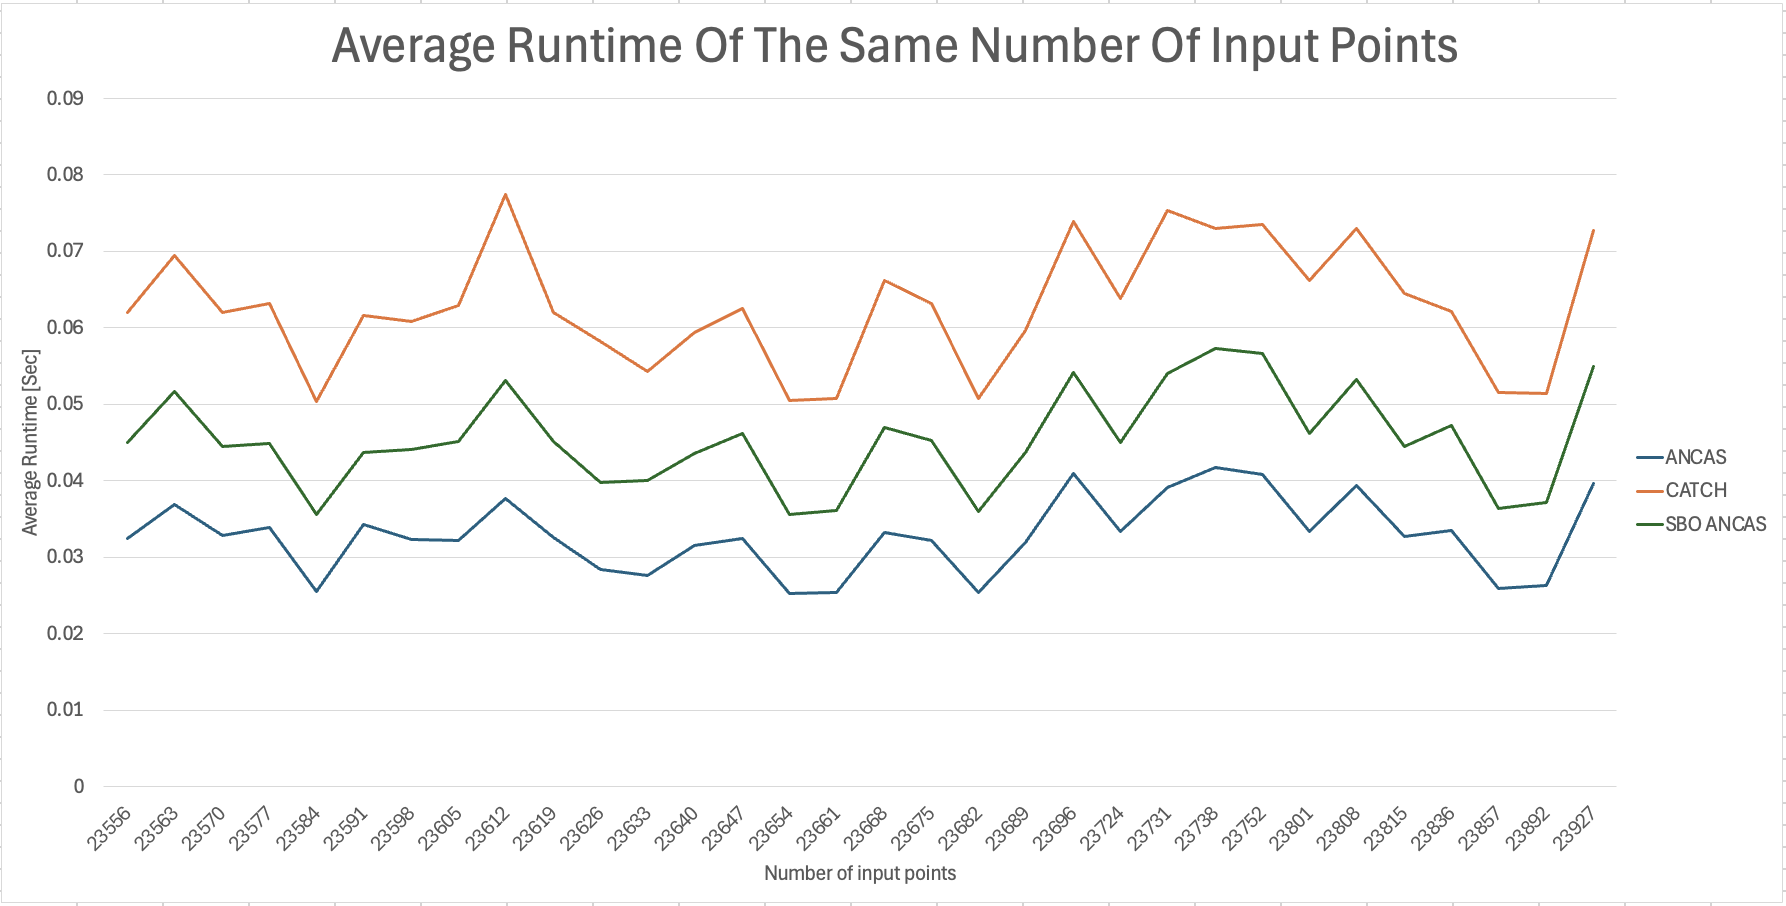 Average Runtime Of The Same Number Of Input Points
0.09
0.08
0.07
0.06
0.05
0.04
0.03
0.02
0.01
0
Average Runtime [Sec]
ANCAS
CATCH
SBO ANCAS
23556 23563 23570 23577 23584 23591 23598 23605 23612 23619 23626 23633 23640 23647 23654 23661 23668 23675 23682 23689 23696 23724 23731 23738 23752 23801 23808 23815 23836 23857 23892 23927
Number of input points